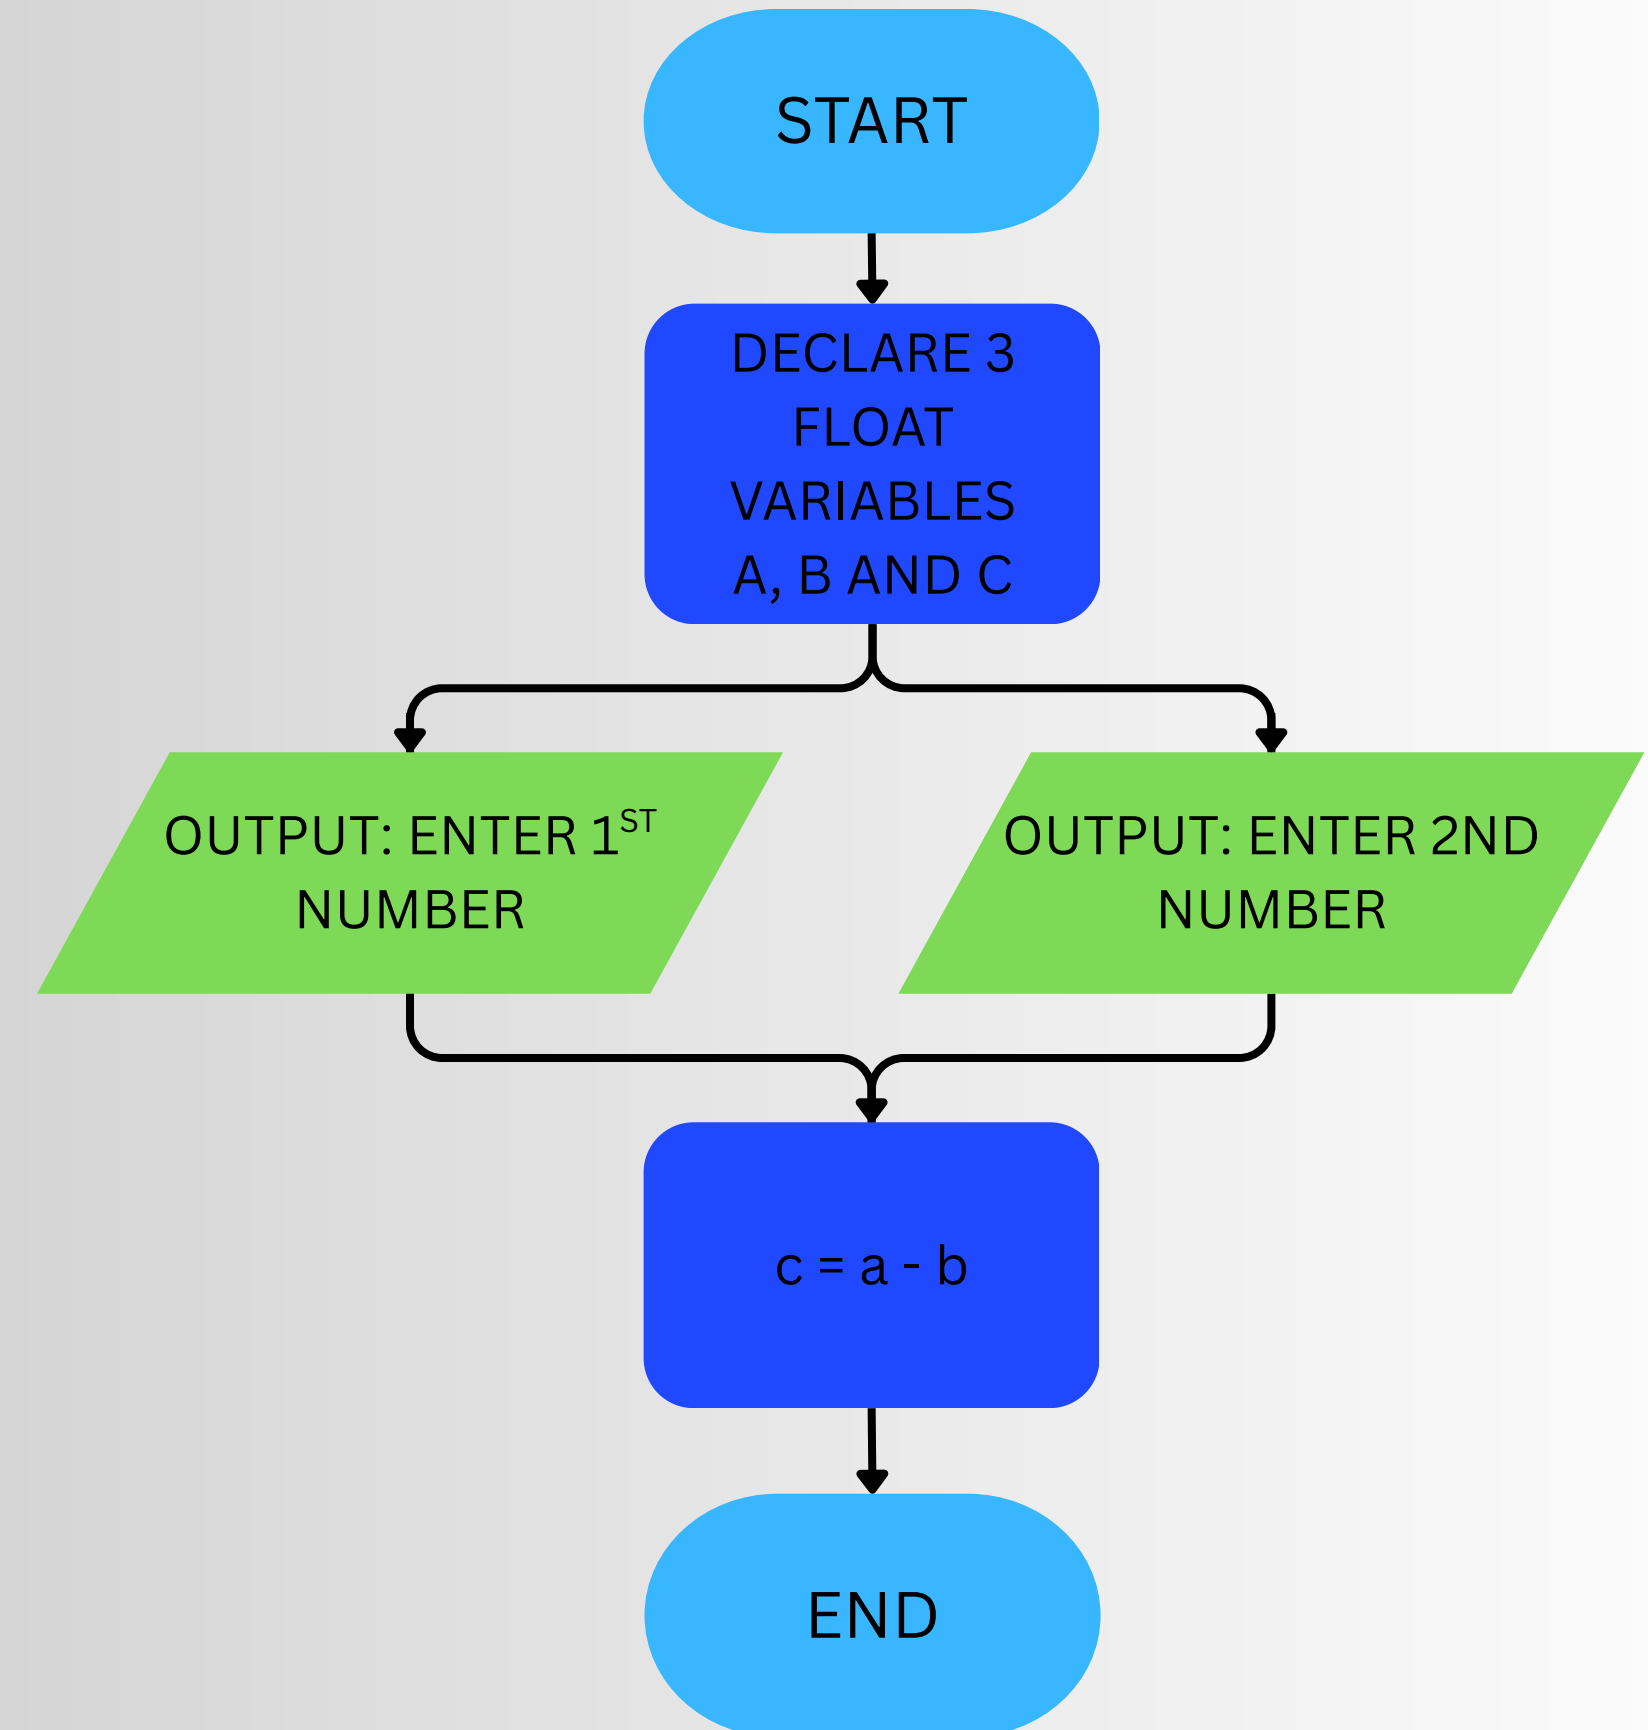 START
DECLARE 3
FLOAT
VARIABLES
A, B AND C
OUTPUT: ENTER 1ST
NUMBER
OUTPUT: ENTER 2ND
NUMBER
c = a - b
END